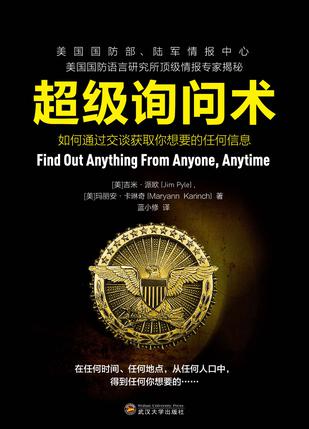 美国国防部、陆军情报中心
美国国防语言研究所顶级情报专家揭秘
超级询问术
如何通过交谈获取你想要的任何信息
Find Out Anything From Anyone, Anytime
[美]吉米·派欧(Jim Pyle),
[美]玛丽安·卡琳奇(Maryann Karinch) 著
蓝小修 译
在任何时间、任何地点,从任何人口中,
得到任何你想要的……
Wuhan University Press
武汉大学出版社